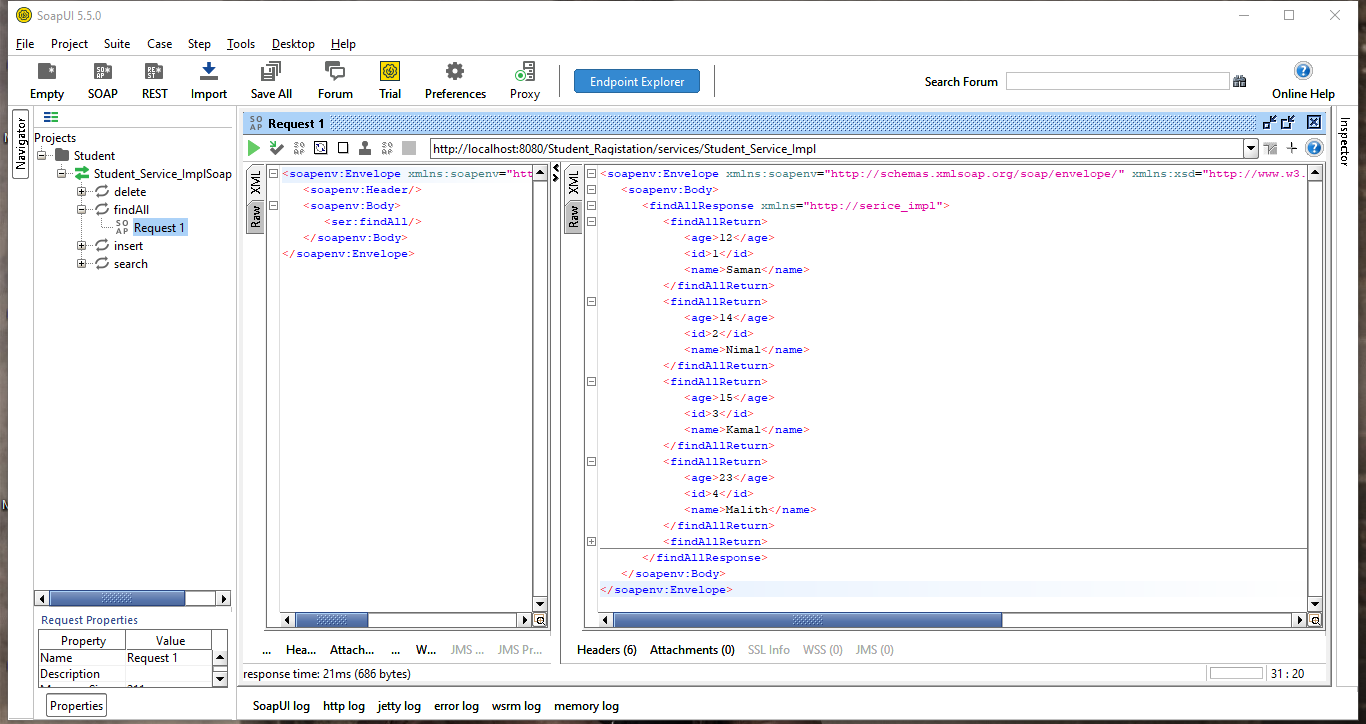 SoapUI 5.5.0
File Project Suite Case Step Tools Desktop Help
Empty SOAP REST Import Save All Forum Trial Preferences Proxy Endpoint Explorer Search Forum Online Help
Navigator
Projects
Student
Student_Service_ImplSoap
delete
findAll
Request 1
insert
search
Request Properties
Property Value
Name Request 1
Description
Properties
Request 1
http://localhost:8080/Student_Raqistation/services/Student_Service_Impl
XML
Raw
<soapenv:Envelope xmlns:soapenv="htt
<soapenv:Header/>
<soapenv:Body>
<ser:findAll/>
</soapenv:Body>
</soapenv:Envelope>
... Hea... Attach... ... W... JMS ... JMS Pr...
XML
Raw
<soapenv:Envelope xmlns:soapenv="http://schemas.xmlsoap.org/soap/envelope/" xmlns:xsd="http://www.w3.
<soapenv:Body>
<findAllResponse xmlns="http://serice_impl">
<findAllReturn>
<age>12</age>
<id>1</id>
<name>Saman</name>
</findAllReturn>
<findAllReturn>
<age>14</age>
<id>2</id>
<name>Nimal</name>
</findAllReturn>
<findAllReturn>
<age>15</age>
<id>3</id>
<name>Kamal</name>
</findAllReturn>
<findAllReturn>
<age>23</age>
<id>4</id>
<name>Malith</name>
</findAllReturn>
<findAllReturn>
</findAllResponse>
</soapenv:Body>
</soapenv:Envelope>
Headers (6) Attachments (0) SSL Info WSS (0) JMS (0)
response time: 21ms (686 bytes)
31 : 20
Inspector
SoapUI log http log jetty log error log wsrm log memory log